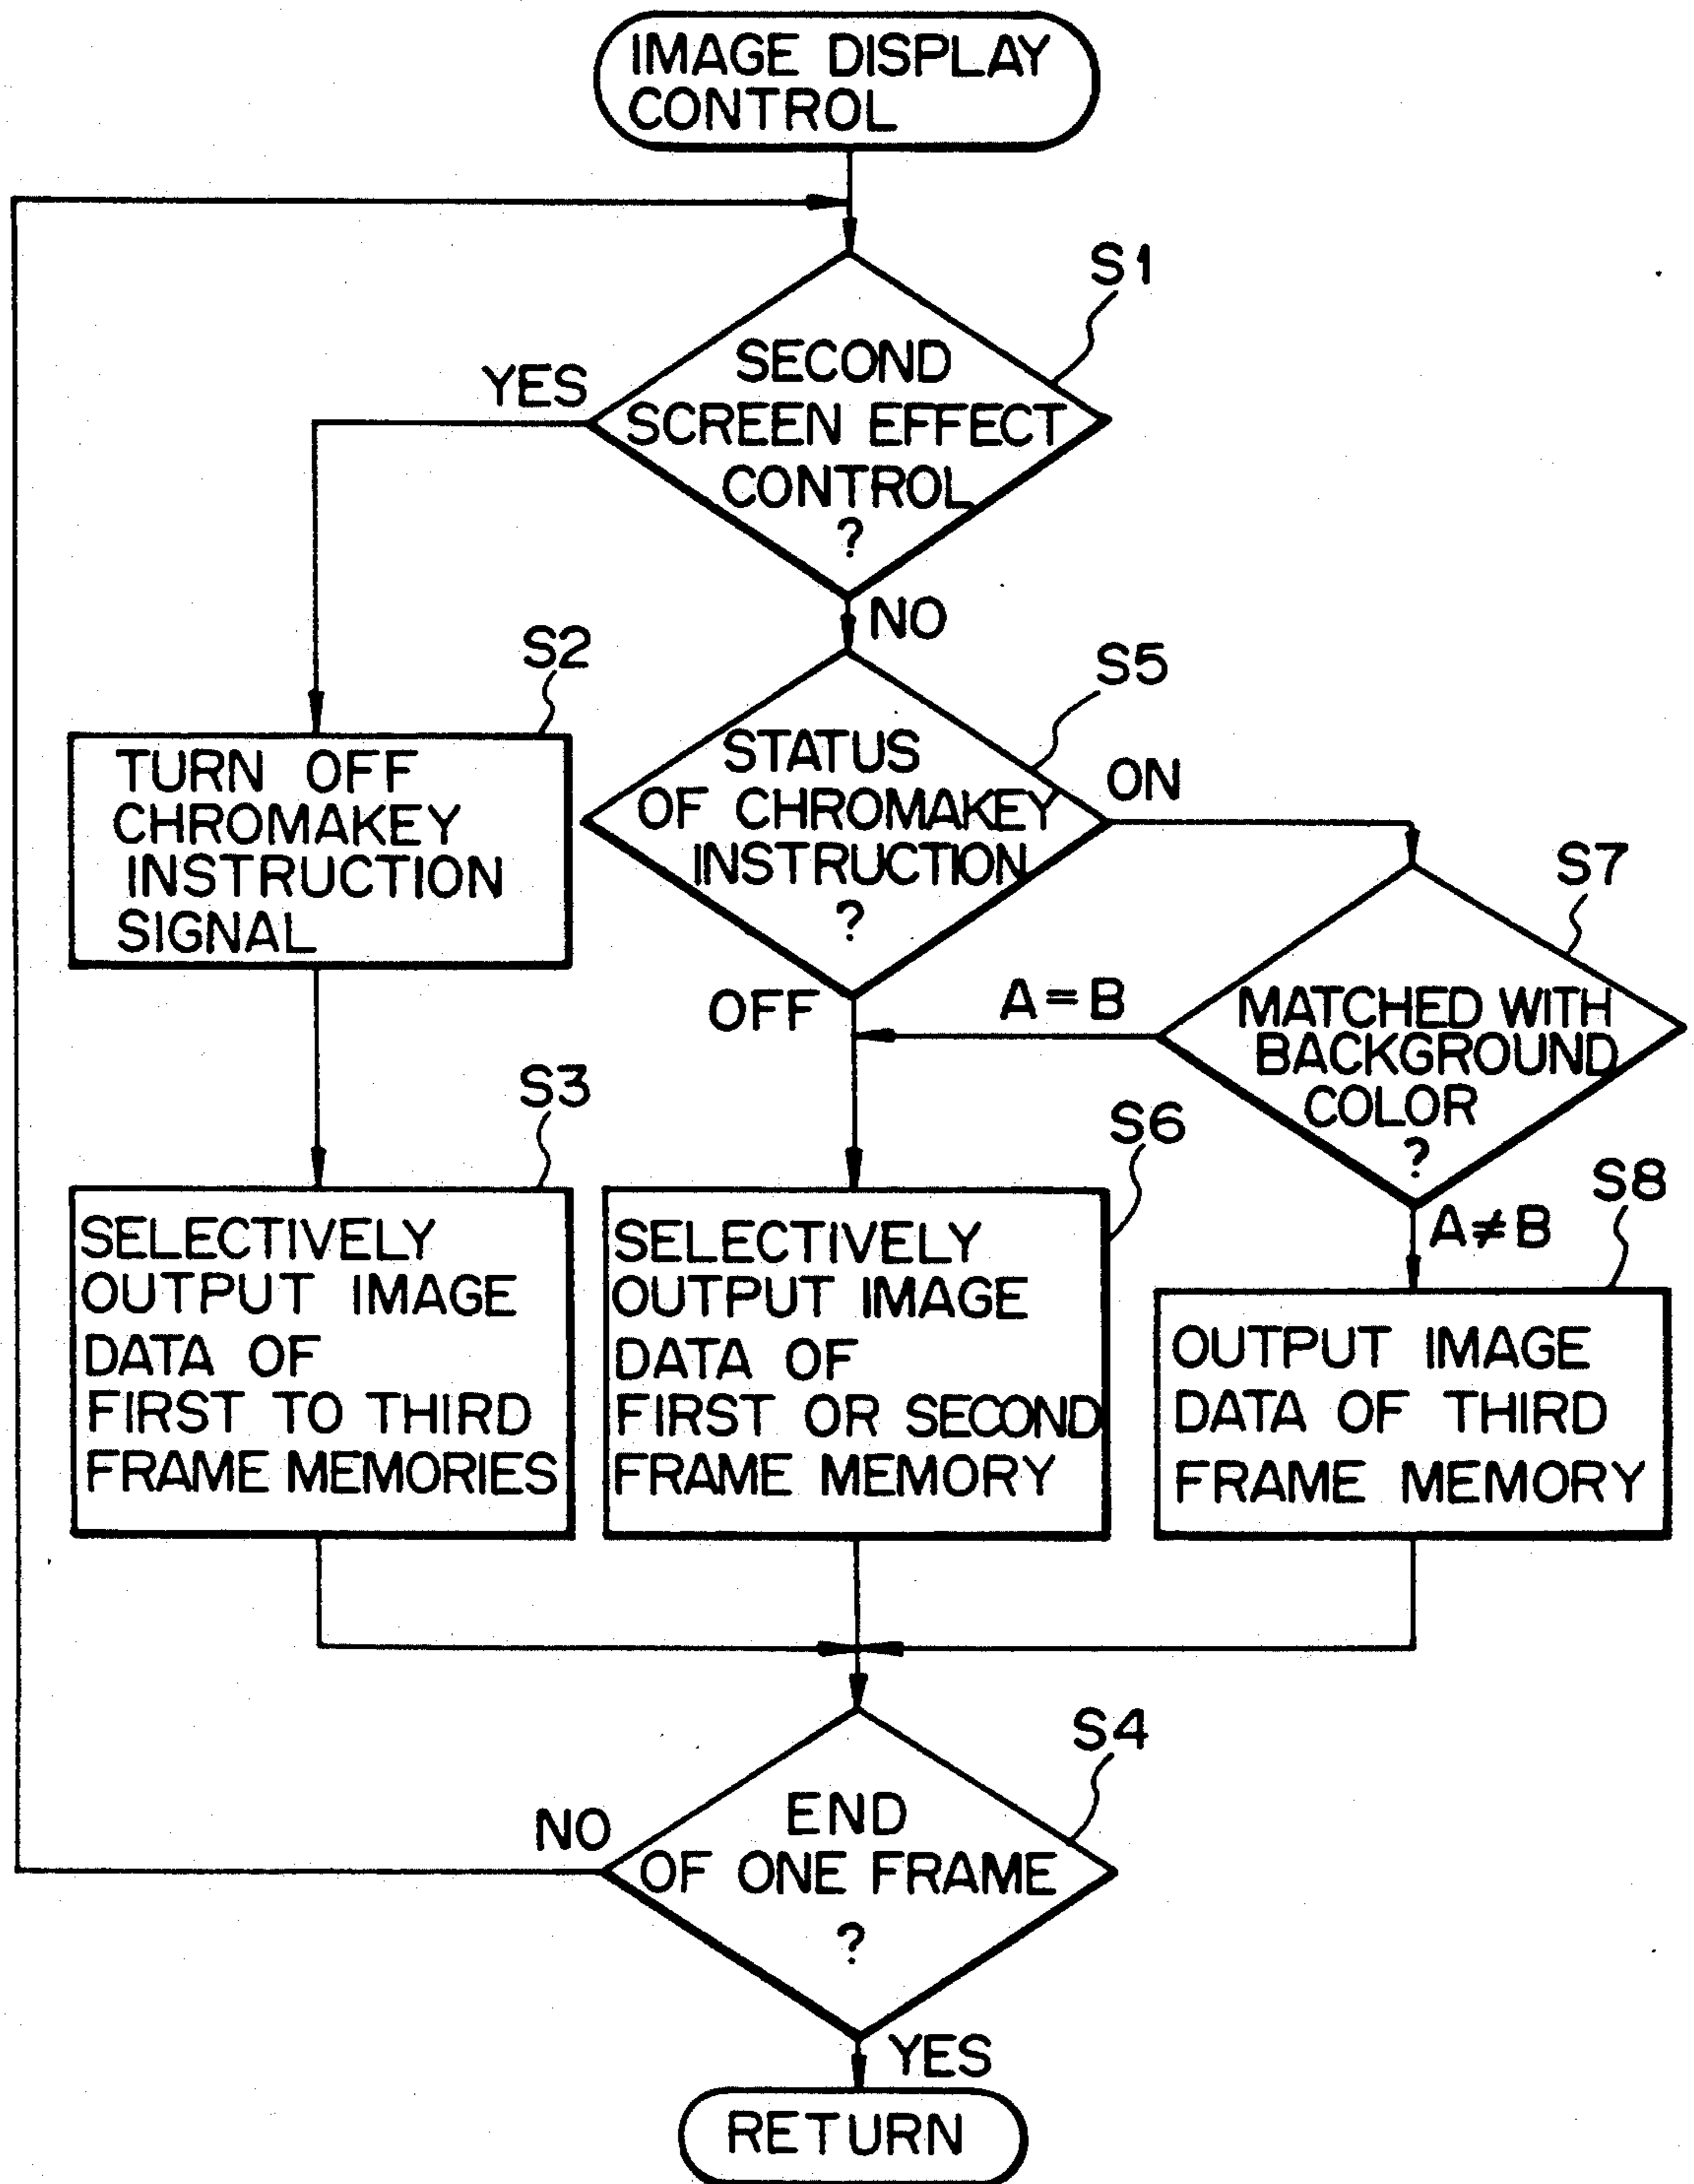 IMAGE DISPLAY
CONTROL
S1
SECOND
SCREEN EFFECT
CONTROL
?
YES
NO
S2
TURN OFF
CHROMAKEY
INSTRUCTION
SIGNAL
S5
STATUS
OF CHROMAKEY
INSTRUCTION
?
ON
OFF
S7
MATCHED WITH
BACKGROUND
COLOR
?
A=B
A≠B
S3
SELECTIVELY
OUTPUT IMAGE
DATA OF
FIRST TO THIRD
FRAME MEMORIES
S6
SELECTIVELY
OUTPUT IMAGE
DATA OF
FIRST OR SECOND
FRAME MEMORY
S8
OUTPUT IMAGE
DATA OF THIRD
FRAME MEMORY
S4
END
OF ONE FRAME
?
NO
YES
RETURN